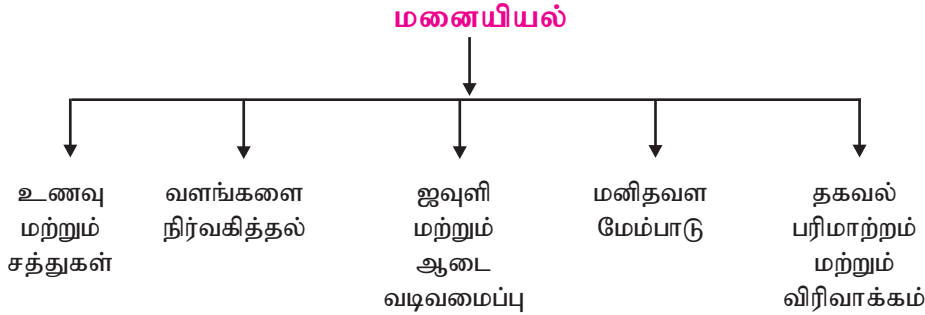 மனையியல்
உணவு
மற்றும்
சத்துகள்
வளங்களை
நிர்வகித்தல்
ஜவுளி
மற்றும்
ஆடை
வடிவமைப்பு
மனிதவள
மேம்பாடு
தகவல்
பரிமாற்றம்
மற்றும்
விரிவாக்கம்